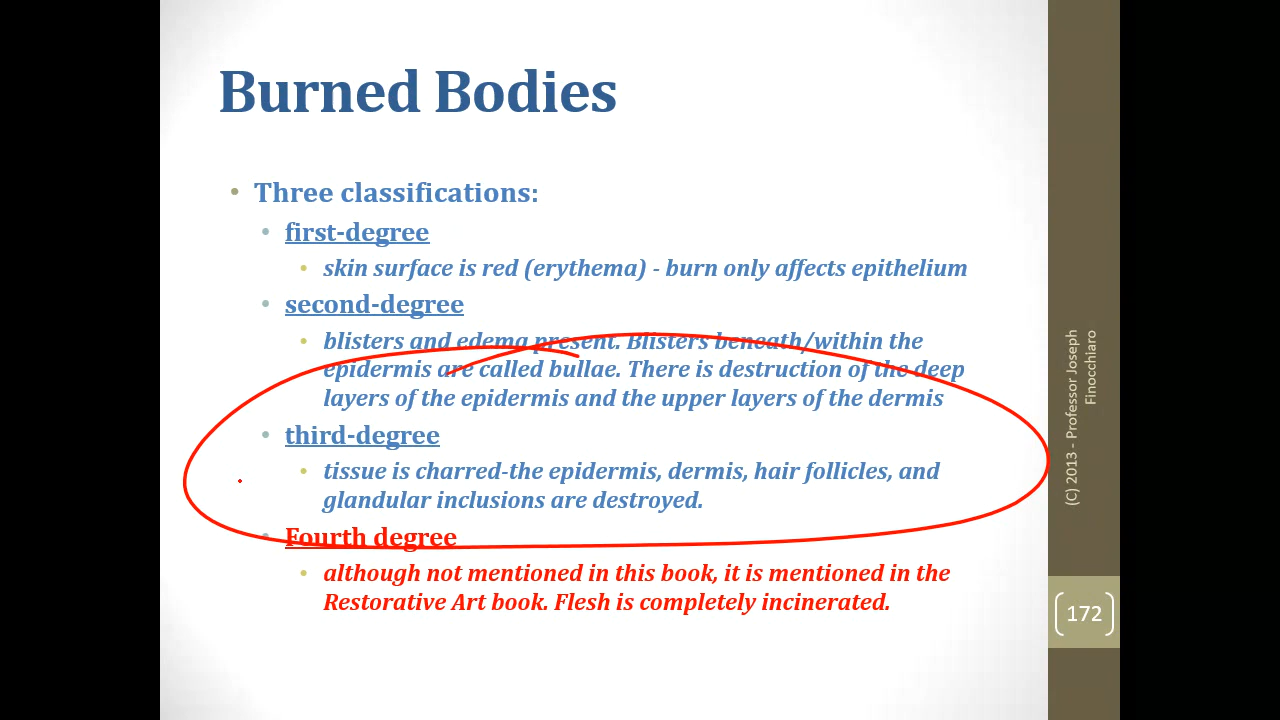 Burned Bodies
• Three classifications:
• first-degree
• skin surface is red (erythema) - burn only affects epithelium
• second-degree
• blisters and edema present. Blisters beneath/within the
epidermis are called bullae. There is destruction of the deep
layers of the epidermis and the upper layers of the dermis
• third-degree
• tissue is charred-the epidermis, dermis, hair follicles, and
glandular inclusions are destroyed.
• Fourth degree
• although not mentioned in this book, it is mentioned in the
Restorative Art book. Flesh is completely incinerated.
(C) 2013 - Professor Joseph
Finocchiaro
172